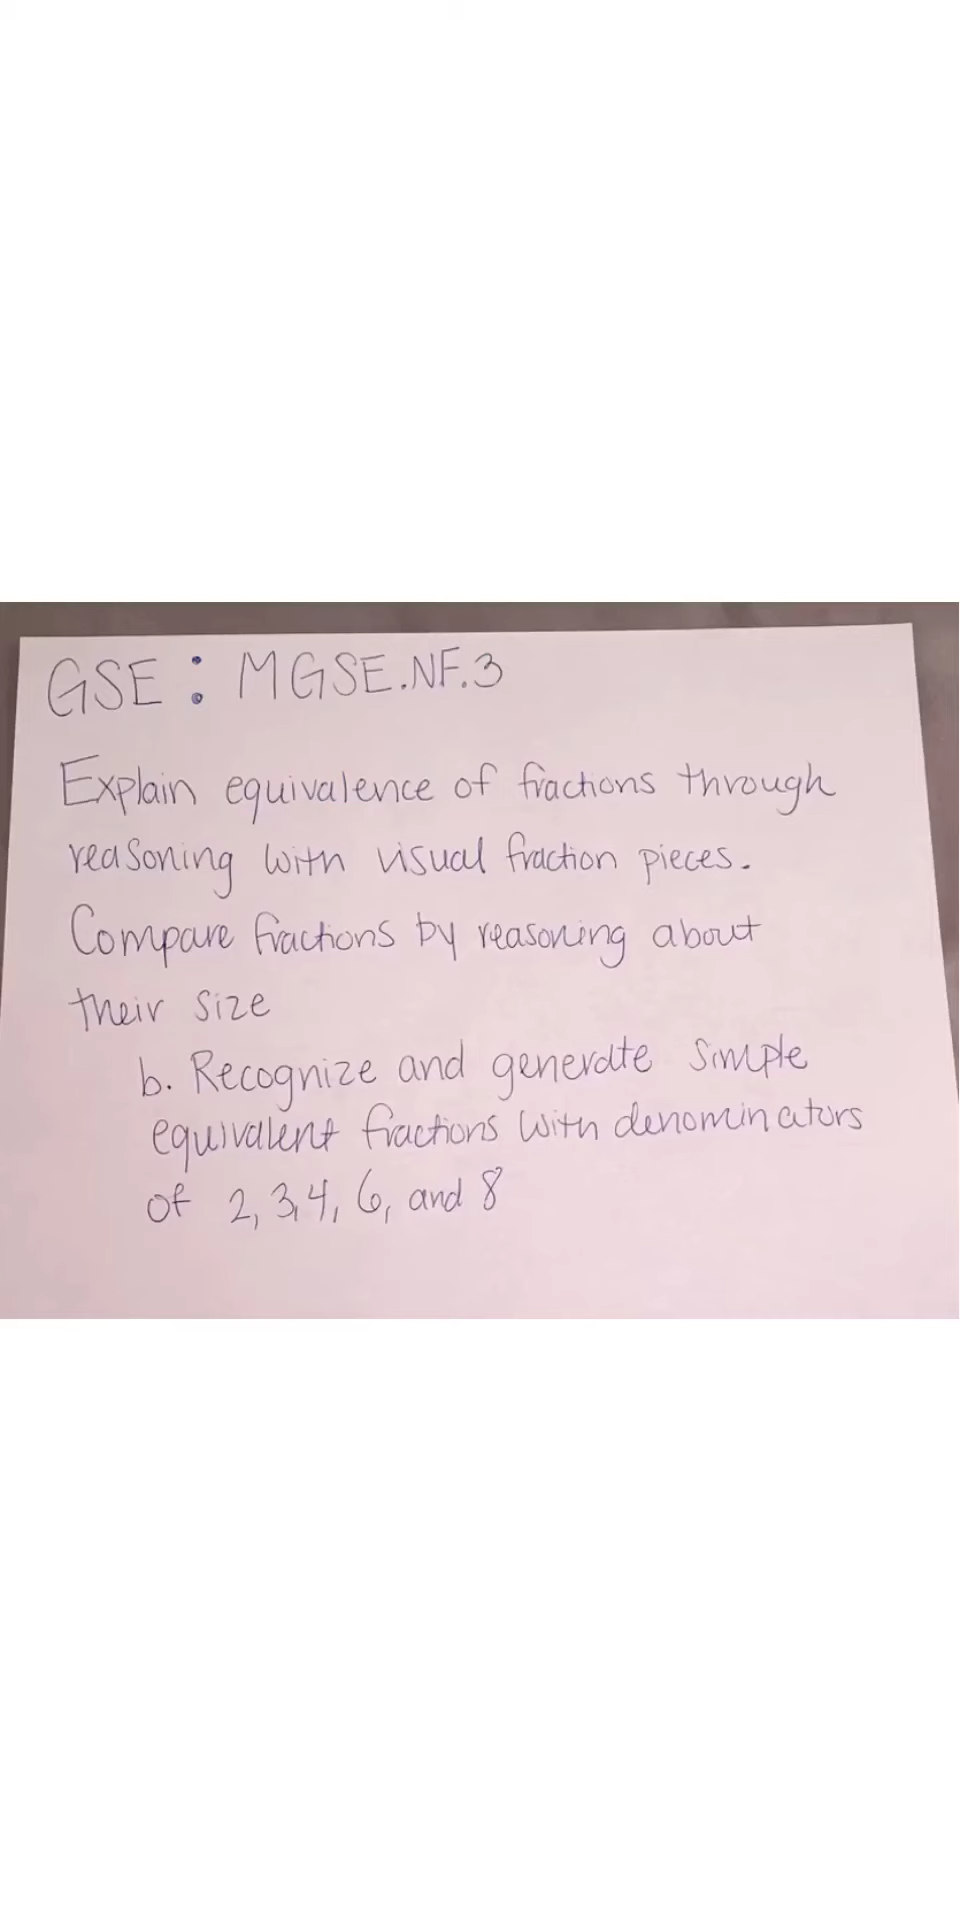 GSE: MGSE.NF.3
Explain equivalence of fractions through
reasoning with visual fraction pieces.
Compare fractions by reasoning about
their size
b. Recognize and generate simple
equivalent fractions with denominators
of 2, 3, 4, 6, and 8